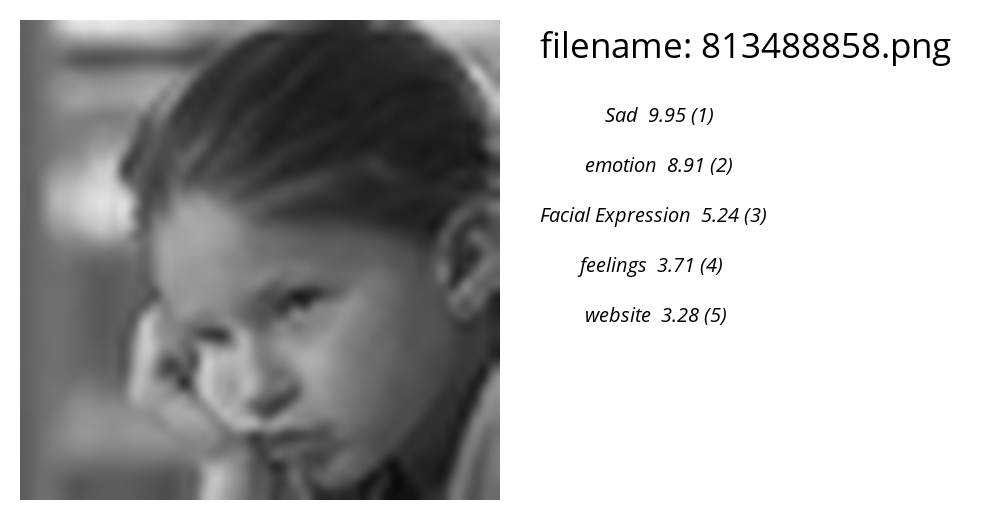 filename: 813488858.png
Sad 9.95 (1)
emotion 8.91 (2)
Facial Expression 5.24 (3)
feelings 3.71 (4)
website 3.28 (5)